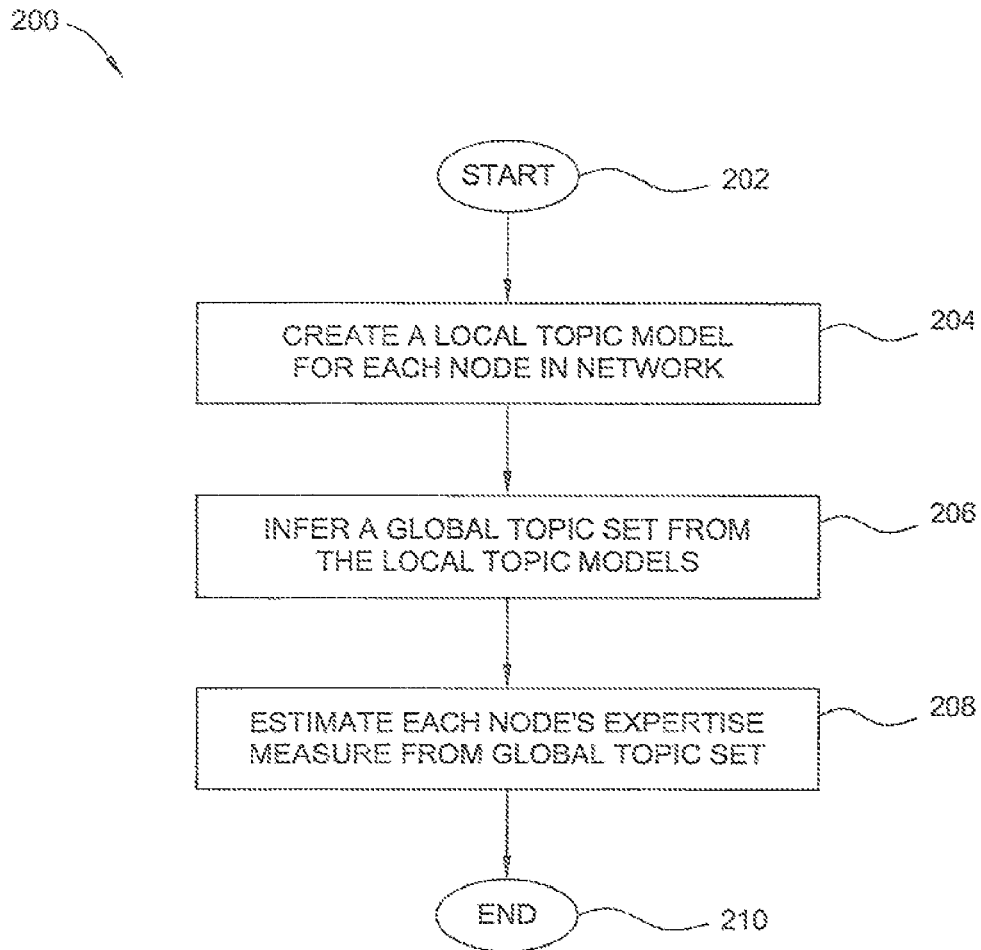 200
START
202
CREATE A LOCAL TOPIC MODEL
FOR EACH NODE IN NETWORK
204
INFER A GLOBAL TOPIC SET FROM
THE LOCAL TOPIC MODELS
206
ESTIMATE EACH NODE'S EXPERTISE
MEASURE FROM GLOBAL TOPIC SET
208
END
210